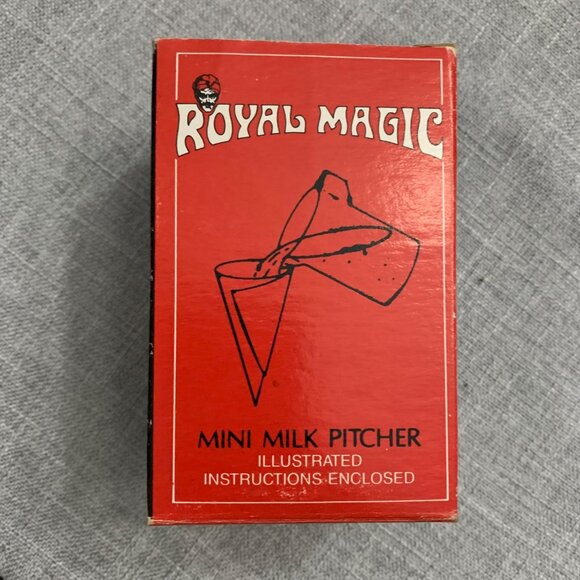 ROYAL MAGIC
MINI MILK PITCHER
ILLUSTRATED
INSTRUCTIONS ENCLOSED